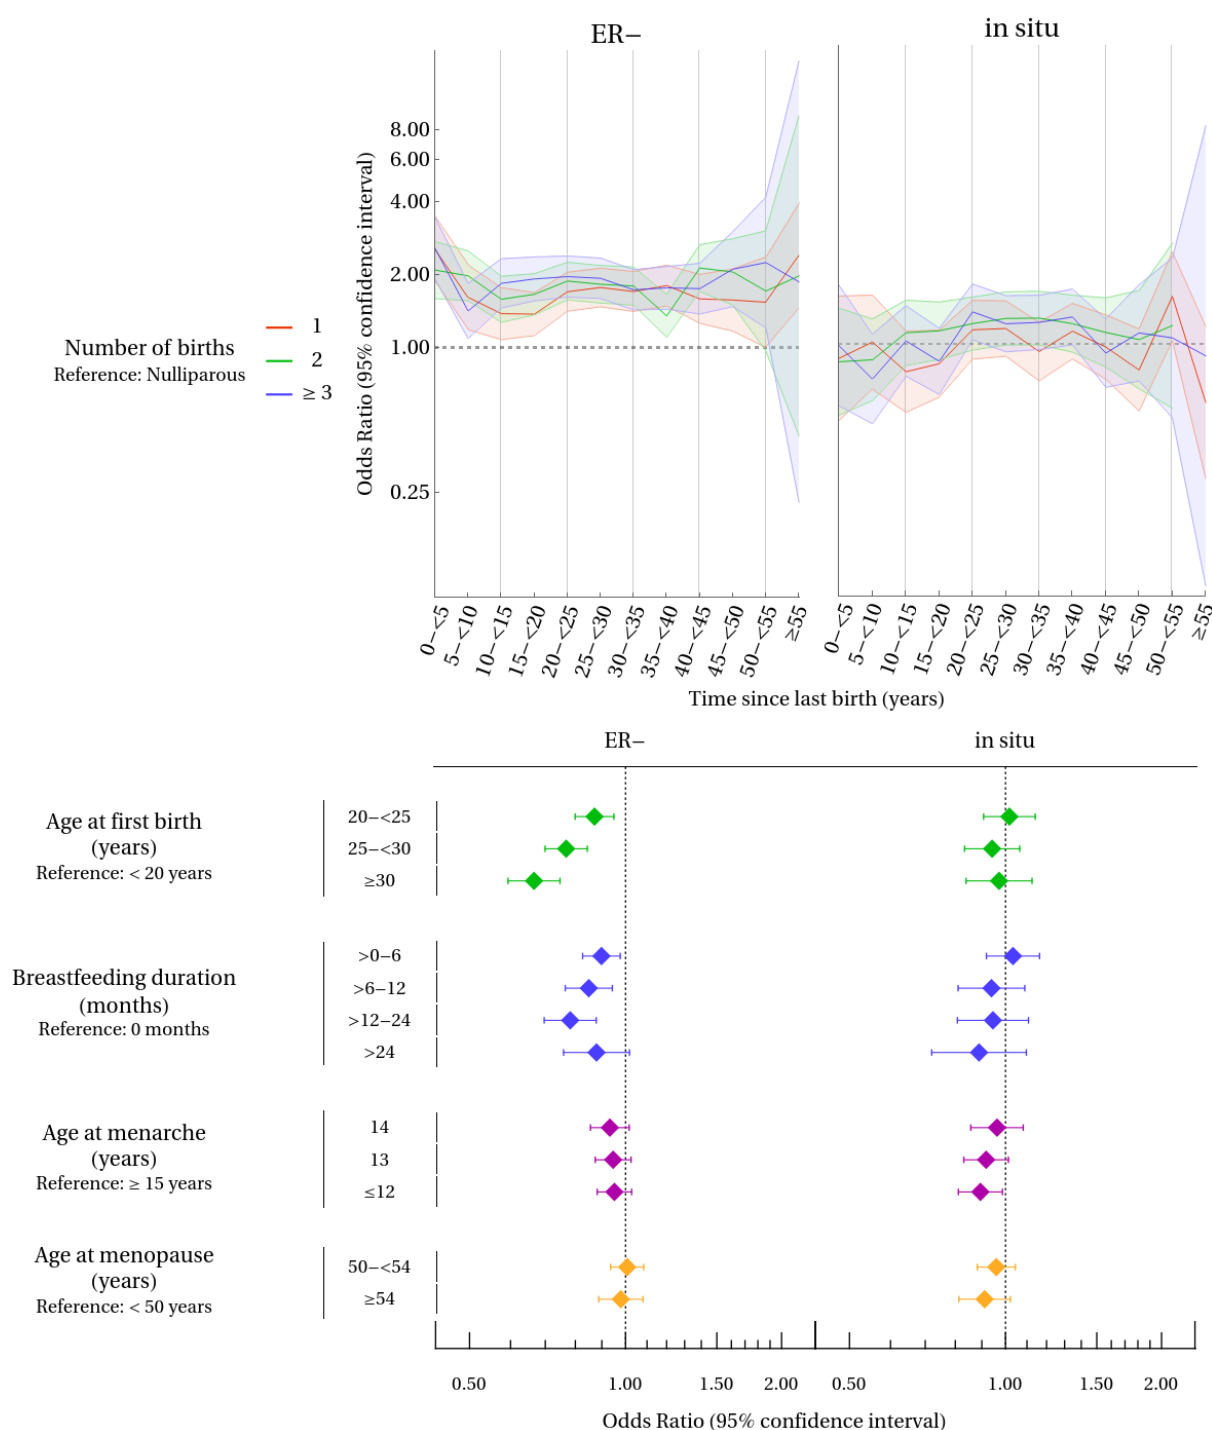 ER− in situ
8.00
6.00
4.00
2.00
1.00
0.25
Odds Ratio (95% confidence interval)
Number of births
Reference: Nulliparous
1
2
≥ 3
0−<5 5−<10 10−<15 15−<20 20−<25 25−<30 30−<35 35−<40 40−<45 45−<50 50−<55 ≥55
0−<5 5−<10 10−<15 15−<20 20−<25 25−<30 30−<35 35−<40 40−<45 45−<50 50−<55 ≥55
Time since last birth (years)
ER− in situ
Age at first birth
(years)
Reference: < 20 years
20−<25
25−<30
≥30
Breastfeeding duration
(months)
Reference: 0 months
>0−6
>6−12
>12−24
>24
Age at menarche
(years)
Reference: ≥ 15 years
14
13
≤12
Age at menopause
(years)
Reference: < 50 years
50−<54
≥54
0.50 1.00 1.50 2.00 0.50 1.00 1.50 2.00
Odds Ratio (95% confidence interval)